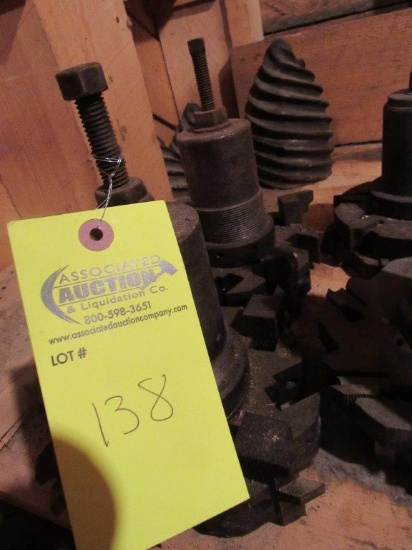 ASSOCIATED
AUCTION
& Liquidation Co.
800-598-3651
www.associatedauctioncompany.com
LOT #
138